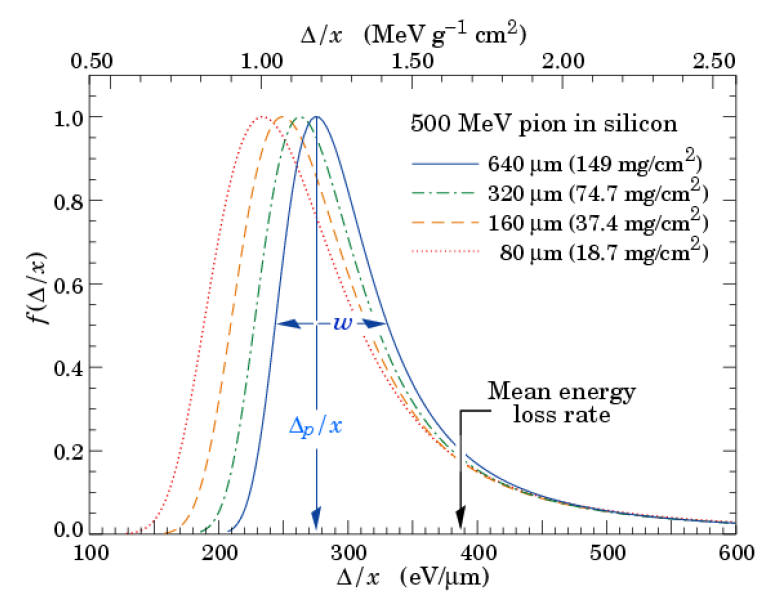 Δ/x (MeV g⁻¹ cm²)
0.50 1.00 1.50 2.00 2.50
500 MeV pion in silicon
640 μm (149 mg/cm²)
320 μm (74.7 mg/cm²)
160 μm (37.4 mg/cm²)
80 μm (18.7 mg/cm²)
f(Δ/x)
1.0
0.8
0.6
0.4
0.2
0.0
w
Δp/x
Mean energy
loss rate
100 200 300 400 500 600
Δ/x (eV/μm)